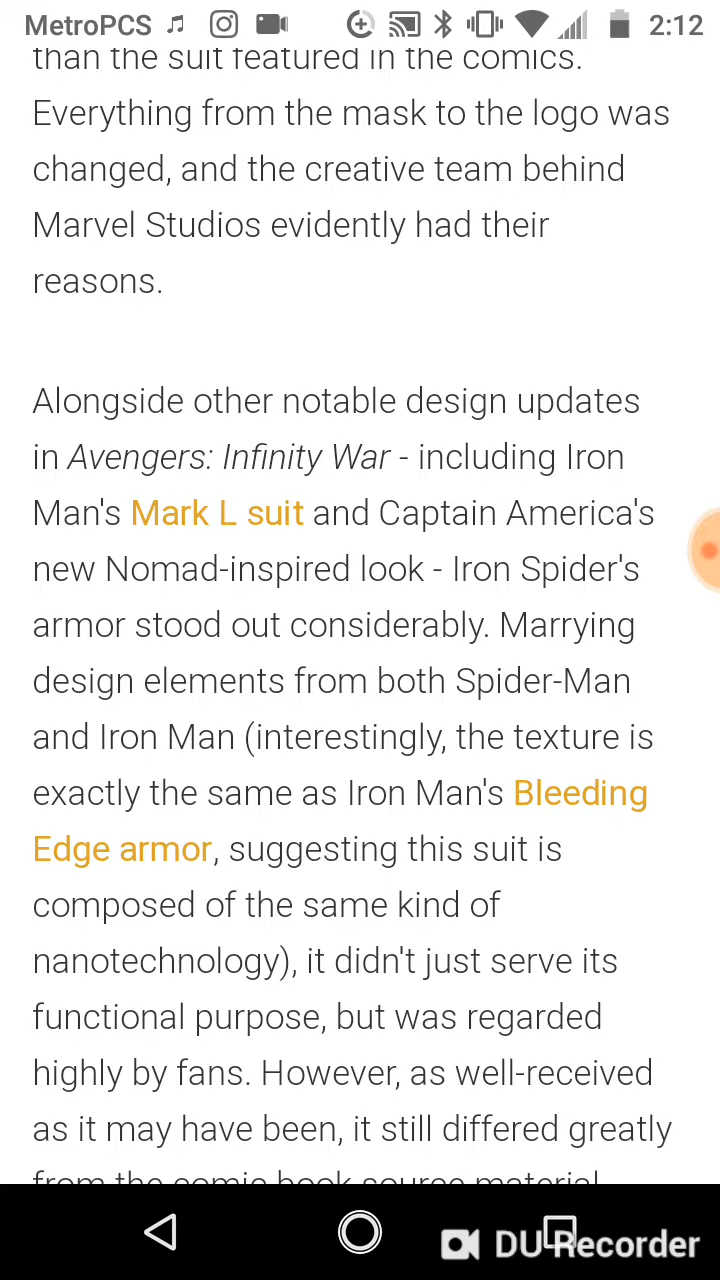 MetroPCS 2:12
than the suit featured in the comics.
Everything from the mask to the logo was
changed, and the creative team behind
Marvel Studios evidently had their
reasons.
Alongside other notable design updates
in Avengers: Infinity War - including Iron
Man's Mark L suit and Captain America's
new Nomad-inspired look - Iron Spider's
armor stood out considerably. Marrying
design elements from both Spider-Man
and Iron Man (interestingly, the texture is
exactly the same as Iron Man's Bleeding
Edge armor, suggesting this suit is
composed of the same kind of
nanotechnology), it didn't just serve its
functional purpose, but was regarded
highly by fans. However, as well-received
as it may have been, it still differed greatly
from the comic book source material
DU Recorder